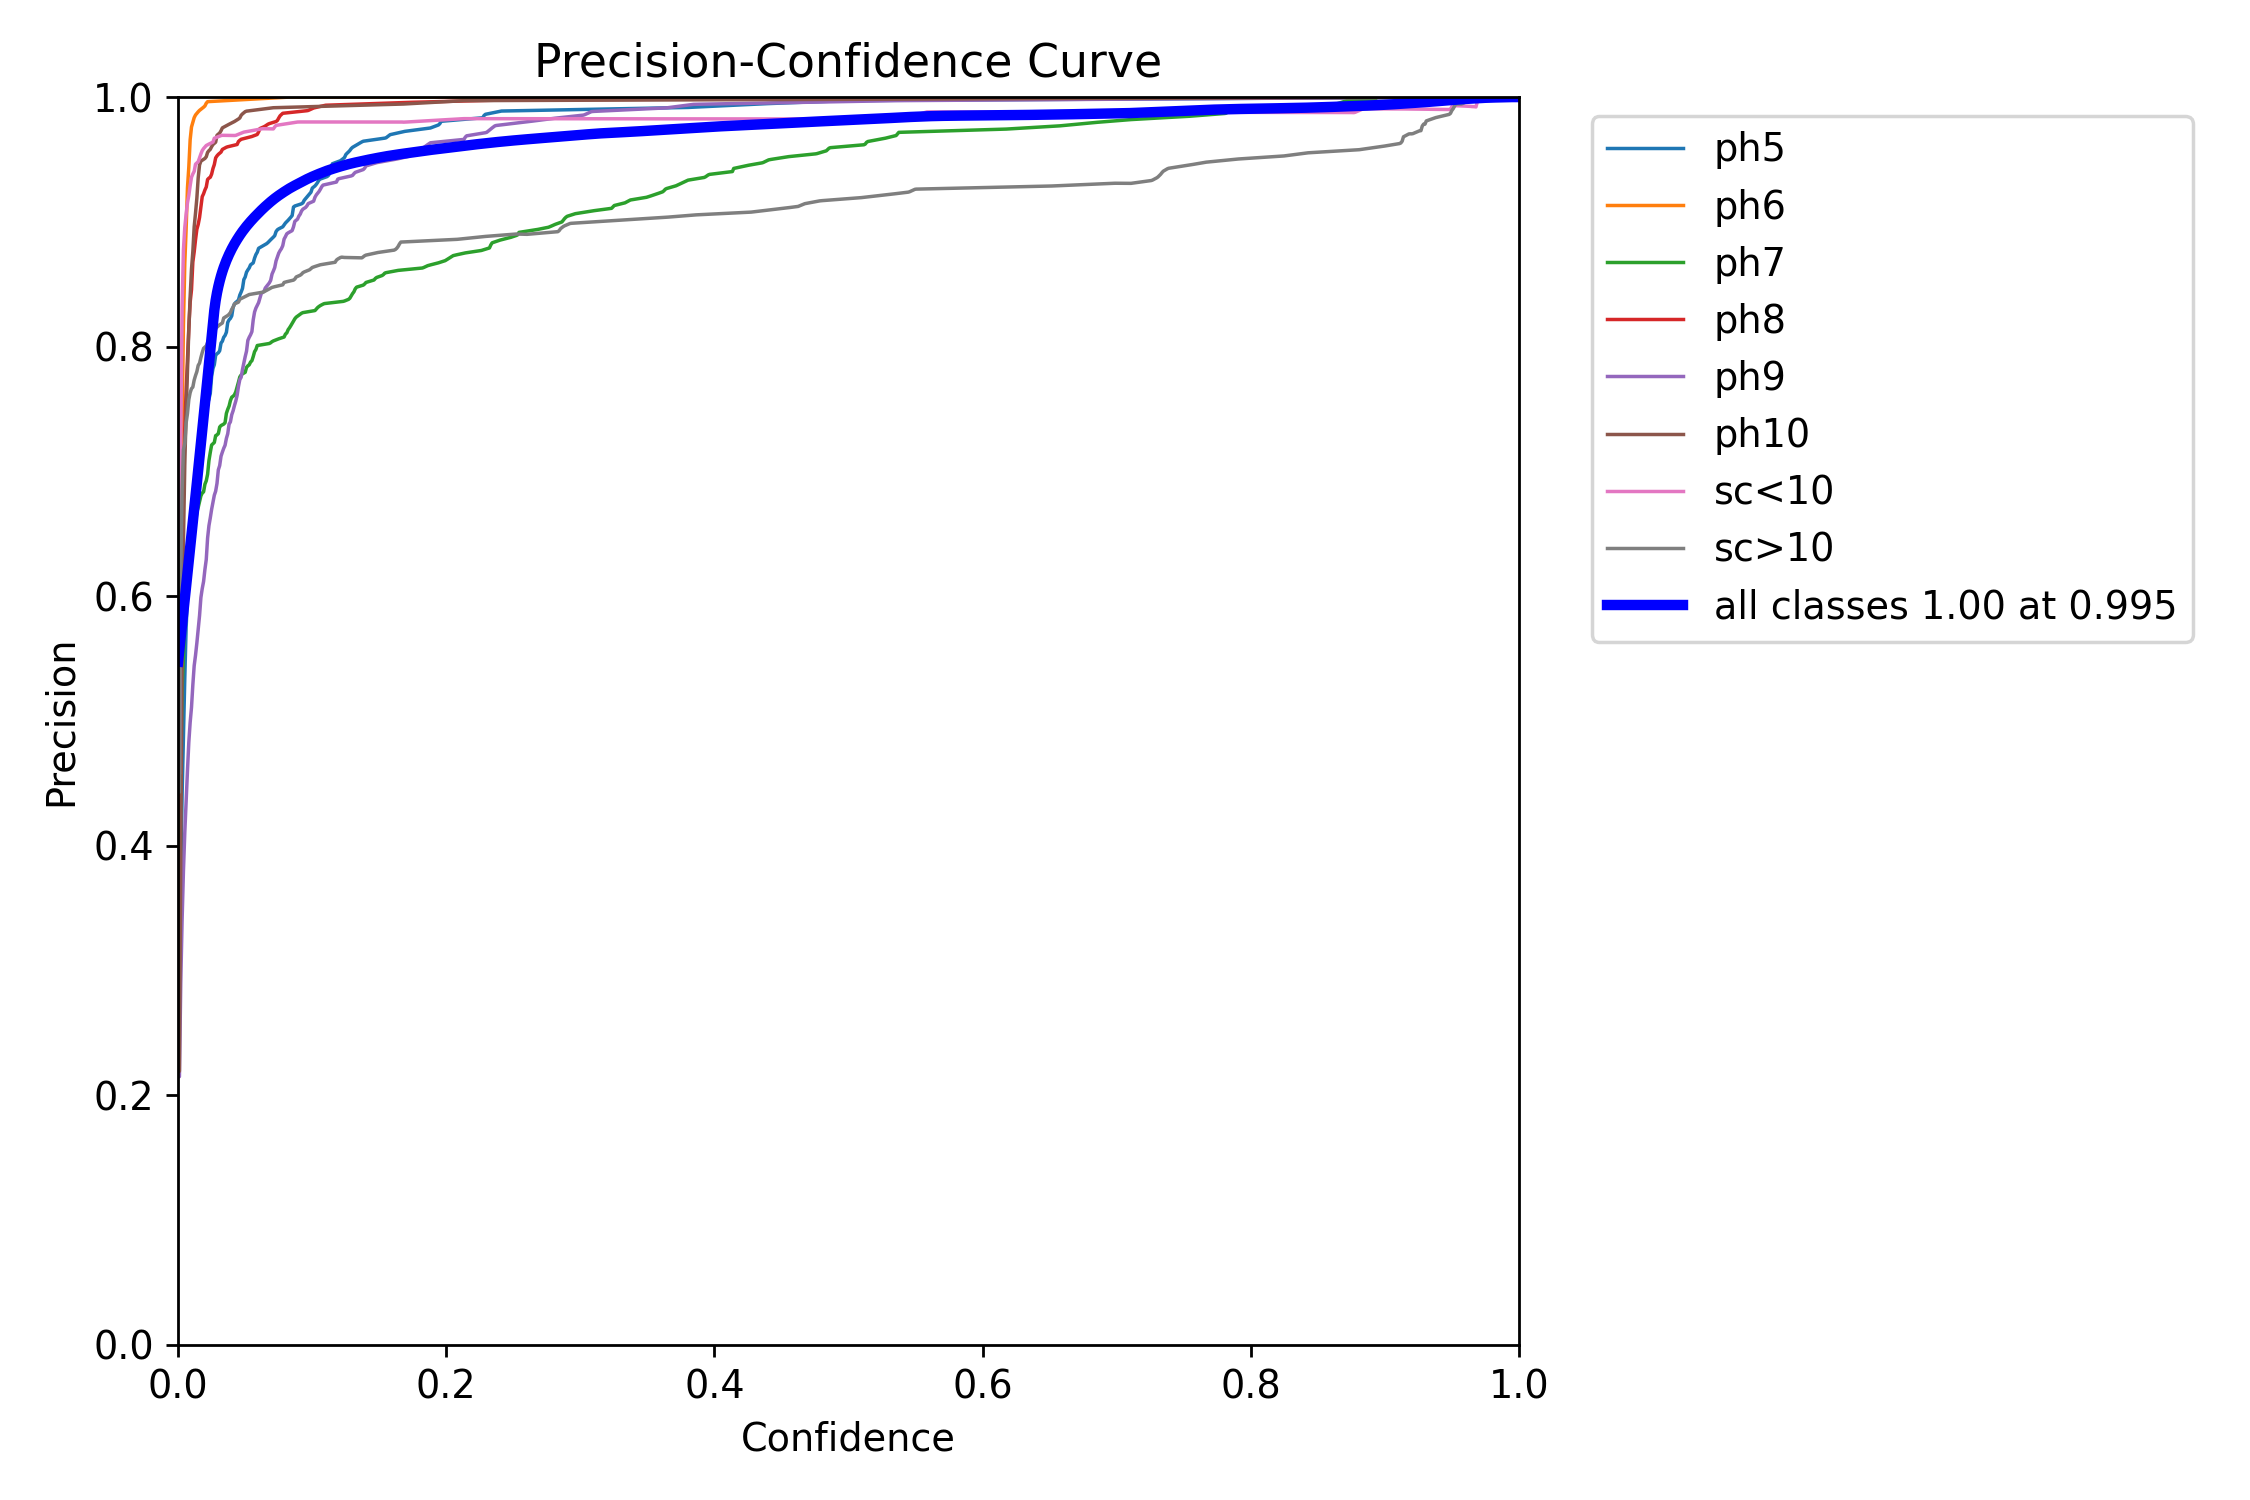 Precision-Confidence Curve
1.0
0.8
0.6
0.4
0.2
0.0
Precision
0.0 0.2 0.4 0.6 0.8 1.0
Confidence
ph5
ph6
ph7
ph8
ph9
ph10
sc<10
sc>10
all classes 1.00 at 0.995